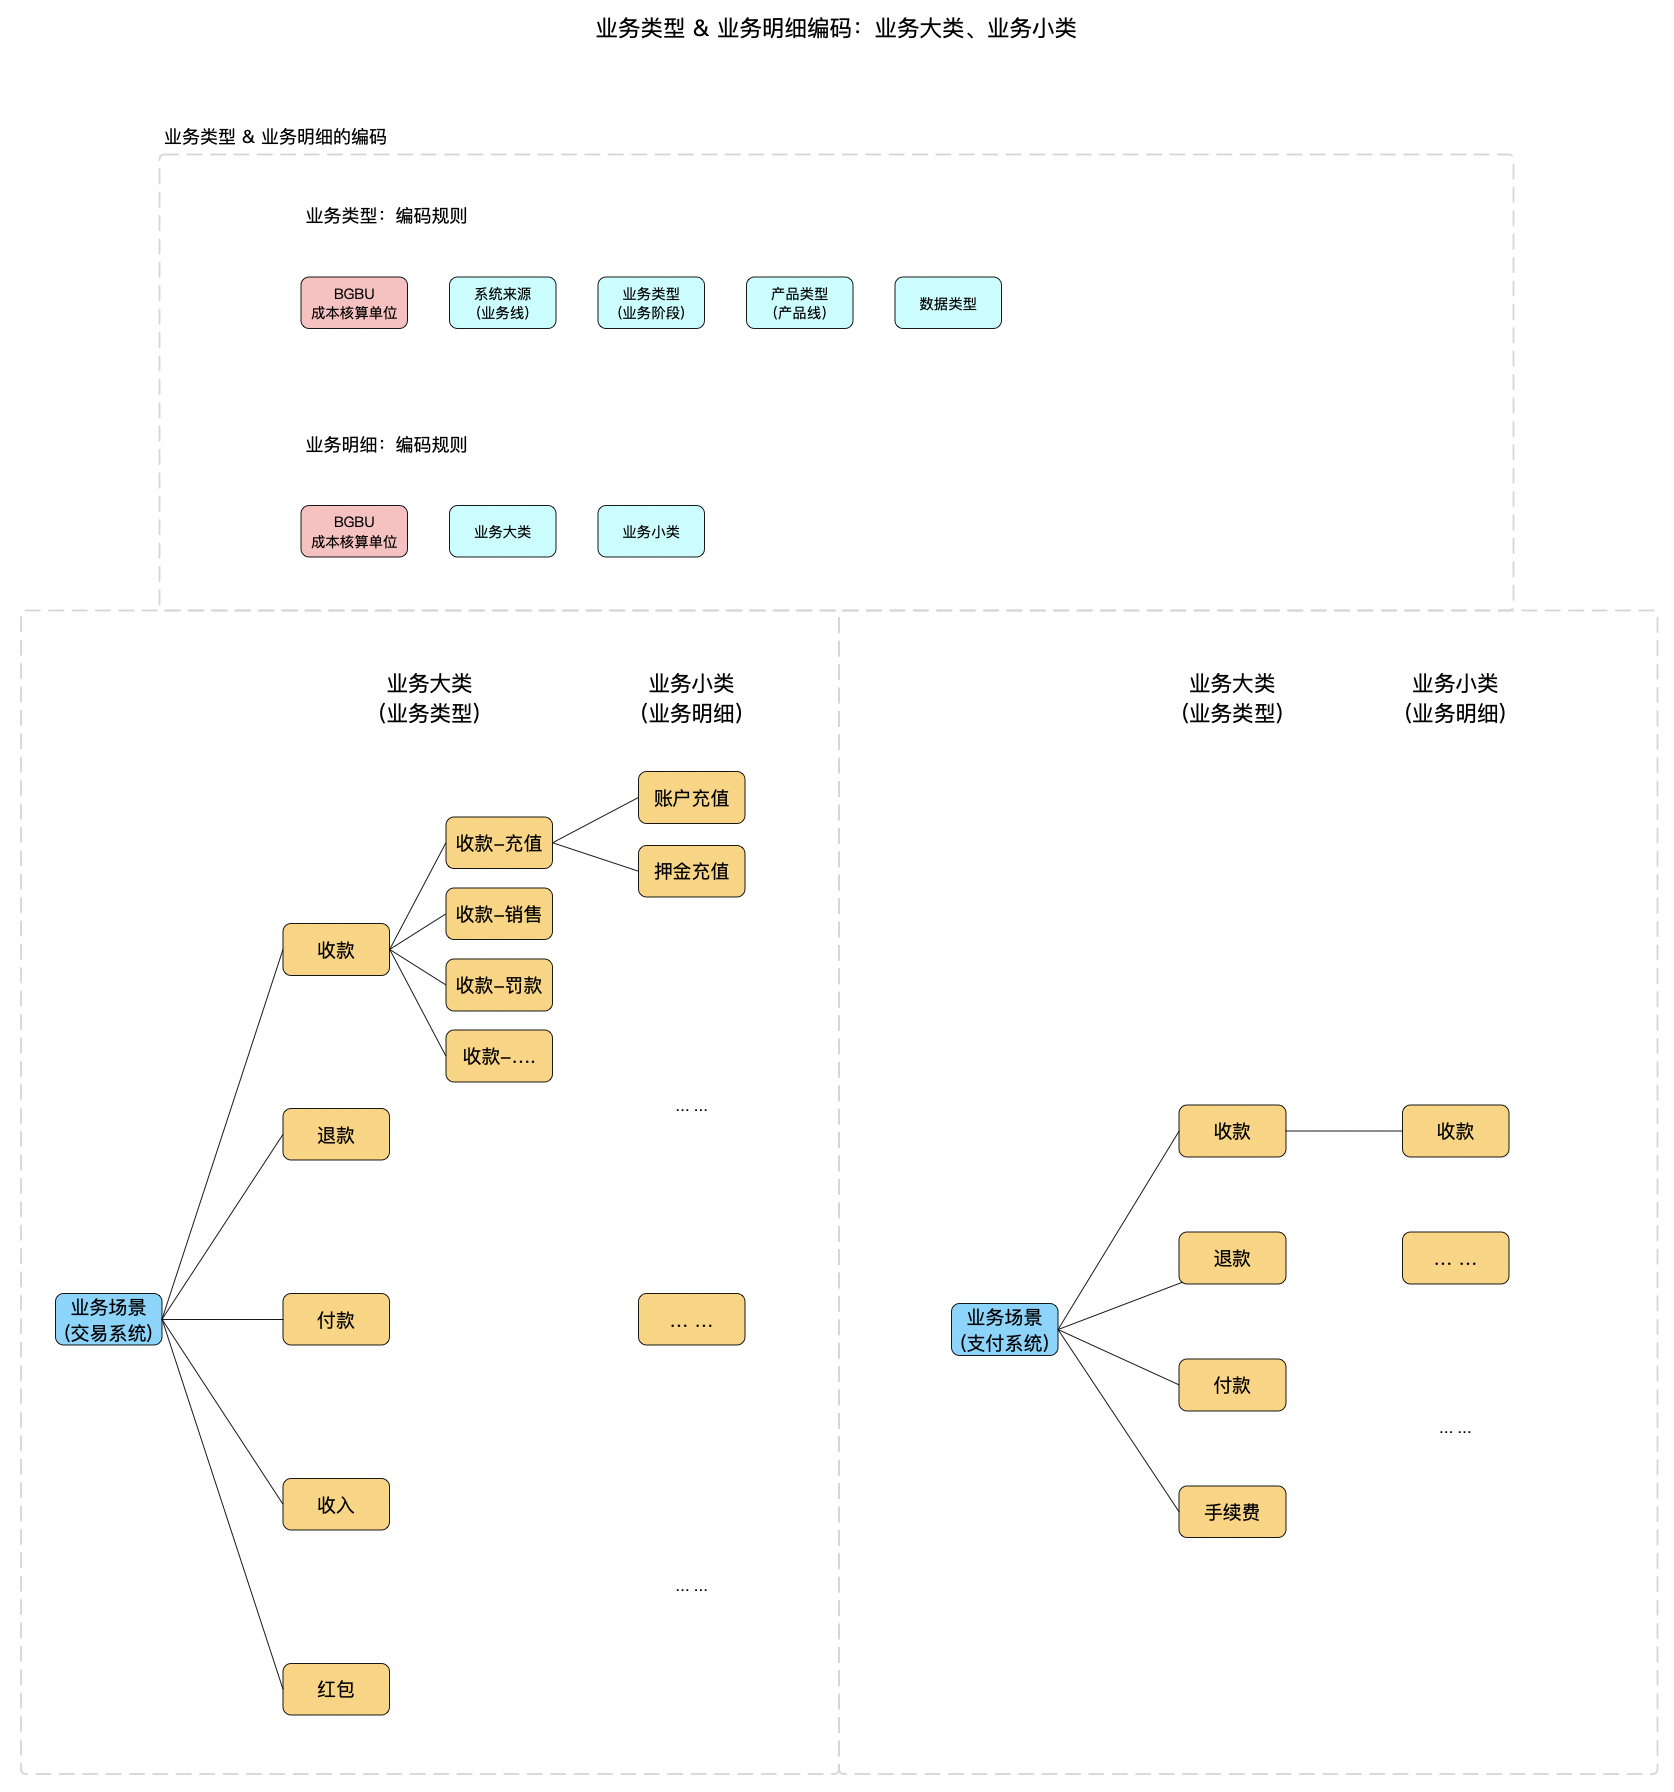 业务类型 & 业务明细编码：业务大类、业务小类
业务类型 & 业务明细的编码
业务类型：编码规则
BGBU
成本核算单位
系统来源
(业务线)
业务类型
(业务阶段)
产品类型
(产品线)
数据类型
业务明细：编码规则
BGBU
成本核算单位
业务大类
业务小类
业务大类
(业务类型)
业务小类
(业务明细)
账户充值
收款–充值
押金充值
收款–销售
收款
收款–罚款
收款–....
... ...
退款
业务场景
(交易系统)
付款
... ...
收入
... ...
红包
业务大类
(业务类型)
业务小类
(业务明细)
收款
收款
退款
... ...
业务场景
(支付系统)
付款
... ...
手续费